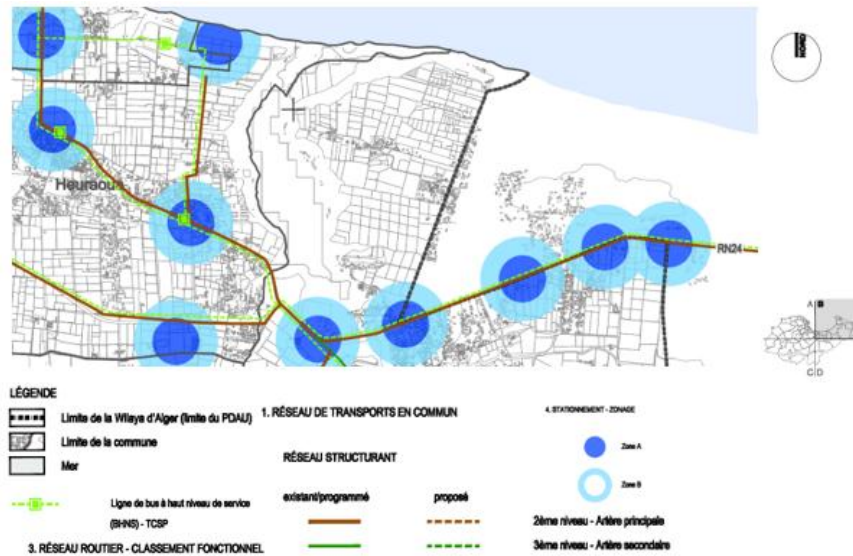 NORD
Heuraoua
RN24
A B
C D
LÉGENDE
Limite de la Wilaya d'Alger (limite du PDAU)
Limite de la commune
Mer
Ligne de bus à haut niveau de service
(BHNS) - TCSP
1. RÉSEAU DE TRANSPORTS EN COMMUN
RÉSEAU STRUCTURANT
existant/programmé proposé
2ème niveau - Artère principale
3ème niveau - Artère secondaire
3. RÉSEAU ROUTIER - CLASSEMENT FONCTIONNEL
4. STATIONNEMENT - ZONAGE
Zone A
Zone B